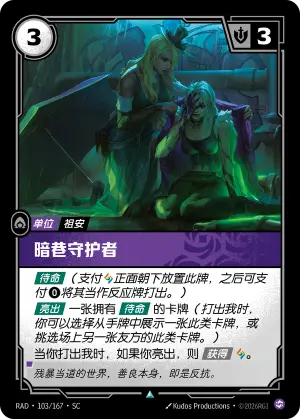 3
3
单位 祖安
暗巷守护者
待命 (支付 正面朝下放置此牌,之后可支
付 0 将其当作反应牌打出。)
亮出 一张拥有 待命 的卡牌 (打出我时,
你可以选择从手牌中展示一张此类卡牌,或
挑选场上另一张友方的此类卡牌。)
当你打出我时,如果你亮出,则 获得 。
残暴当道的世界,善良本身,即是反抗。
RAD • 103/167 • SC Kudos Productions • ©2026RGI